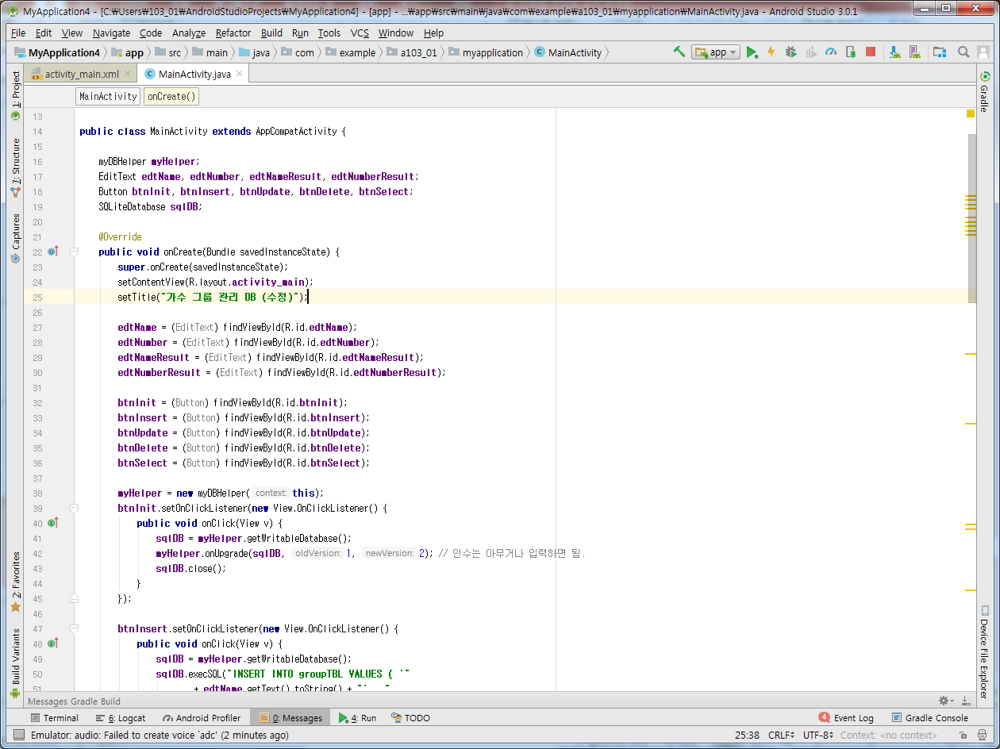 MyApplication4 - [C:₩Users₩103_01₩AndroidStudioProjects₩MyApplication4] - [app] - ...₩app₩src₩main₩java₩com₩example₩a103_01₩myapplication₩MainActivity.java - Android Studio 3.0.1
File Edit View Navigate Code Analyze Refactor Build Run Tools VCS Window Help
MyApplication4 app src main java com example a103_01 myapplication MainActivity app
activity_main.xml MainActivity.java
MainActivity onCreate()
1: Project
7: Structure
Captures
2: Favorites
Build Variants
Gradle
Device File Explorer
13
14 public class MainActivity extends AppCompatActivity {
15
16 myDBHelper myHelper;
17 EditText edtName, edtNumber, edtNameResult, edtNumberResult;
18 Button btnInit, btnInsert, btnUpdate, btnDelete, btnSelect;
19 SQLiteDatabase sqlDB;
20
21 @Override
22 public void onCreate(Bundle savedInstanceState) {
23 super.onCreate(savedInstanceState);
24 setContentView(R.layout.activity_main);
25 setTitle("가수 그룹 관리 DB (수정)");
26
27 edtName = (EditText) findViewById(R.id.edtName);
28 edtNumber = (EditText) findViewById(R.id.edtNumber);
29 edtNameResult = (EditText) findViewById(R.id.edtNameResult);
30 edtNumberResult = (EditText) findViewById(R.id.edtNumberResult);
31
32 btnInit = (Button) findViewById(R.id.btnInit);
33 btnInsert = (Button) findViewById(R.id.btnInsert);
34 btnUpdate = (Button) findViewById(R.id.btnUpdate);
35 btnDelete = (Button) findViewById(R.id.btnDelete);
36 btnSelect = (Button) findViewById(R.id.btnSelect);
37
38 myHelper = new myDBHelper( context: this);
39 btnInit.setOnClickListener(new View.OnClickListener() {
40 public void onClick(View v) {
41 sqlDB = myHelper.getWritableDatabase();
42 myHelper.onUpgrade(sqlDB, oldVersion: 1, newVersion: 2); // 인수는 아무거나 입력하면 됨.
43 sqlDB.close();
44 }
45 });
46
47 btnInsert.setOnClickListener(new View.OnClickListener() {
48 public void onClick(View v) {
49 sqlDB = myHelper.getWritableDatabase();
50 sqlDB.execSQL("INSERT INTO groupTBL VALUES ( '"
51 + edtName.getText().toString() + "' , "
Messages Gradle Build
Terminal 6: Logcat Android Profiler 0: Messages 4: Run TODO 4 Event Log Gradle Console
Emulator: audio: Failed to create voice `adc' (2 minutes ago) 25:38 CRLF UTF-8 Context: <no context>